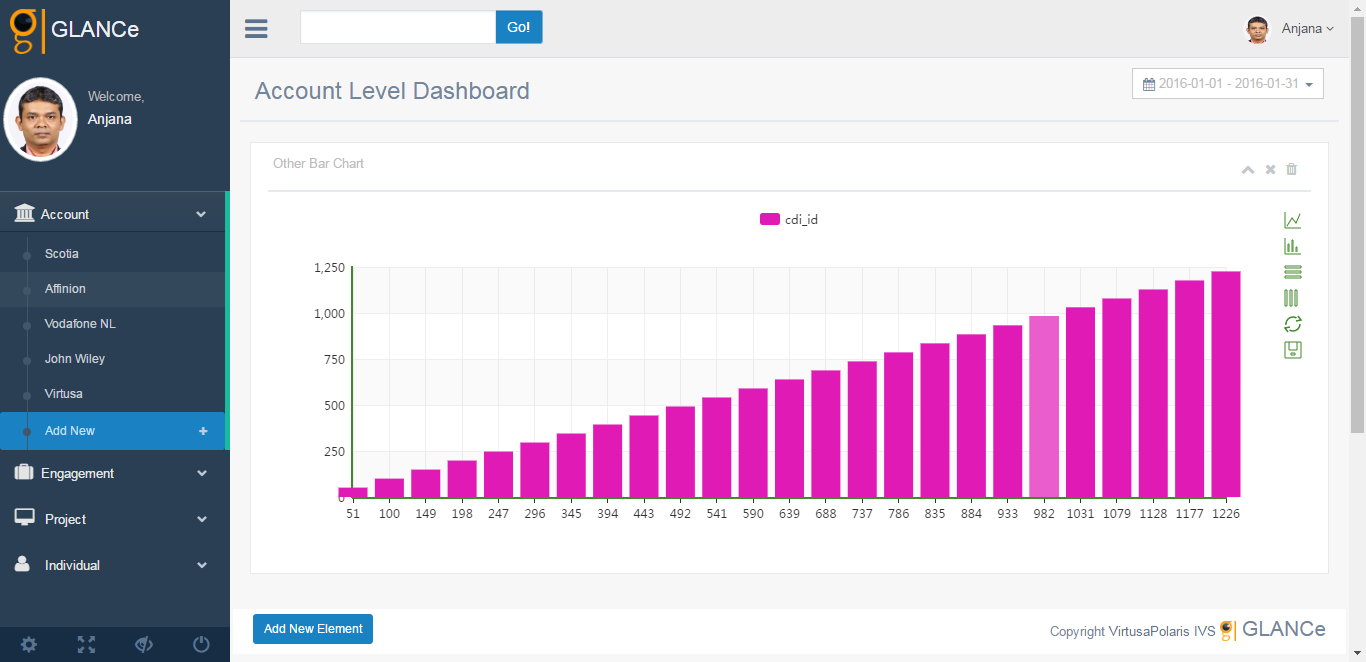 GLANCe
Welcome,
Anjana
Account
Scotia
Affinion
Vodafone NL
John Wiley
Virtusa
Add New +
Engagement
Project
Individual
Go!
Anjana
Account Level Dashboard
2016-01-01 - 2016-01-31
Other Bar Chart
cdi_id
1,250
1,000
750
500
250
0
51 100 149 198 247 296 345 394 443 492 541 590 639 688 737 786 835 884 933 982 1031 1079 1128 1177 1226
Add New Element
Copyright VirtusaPolaris IVS GLANCe